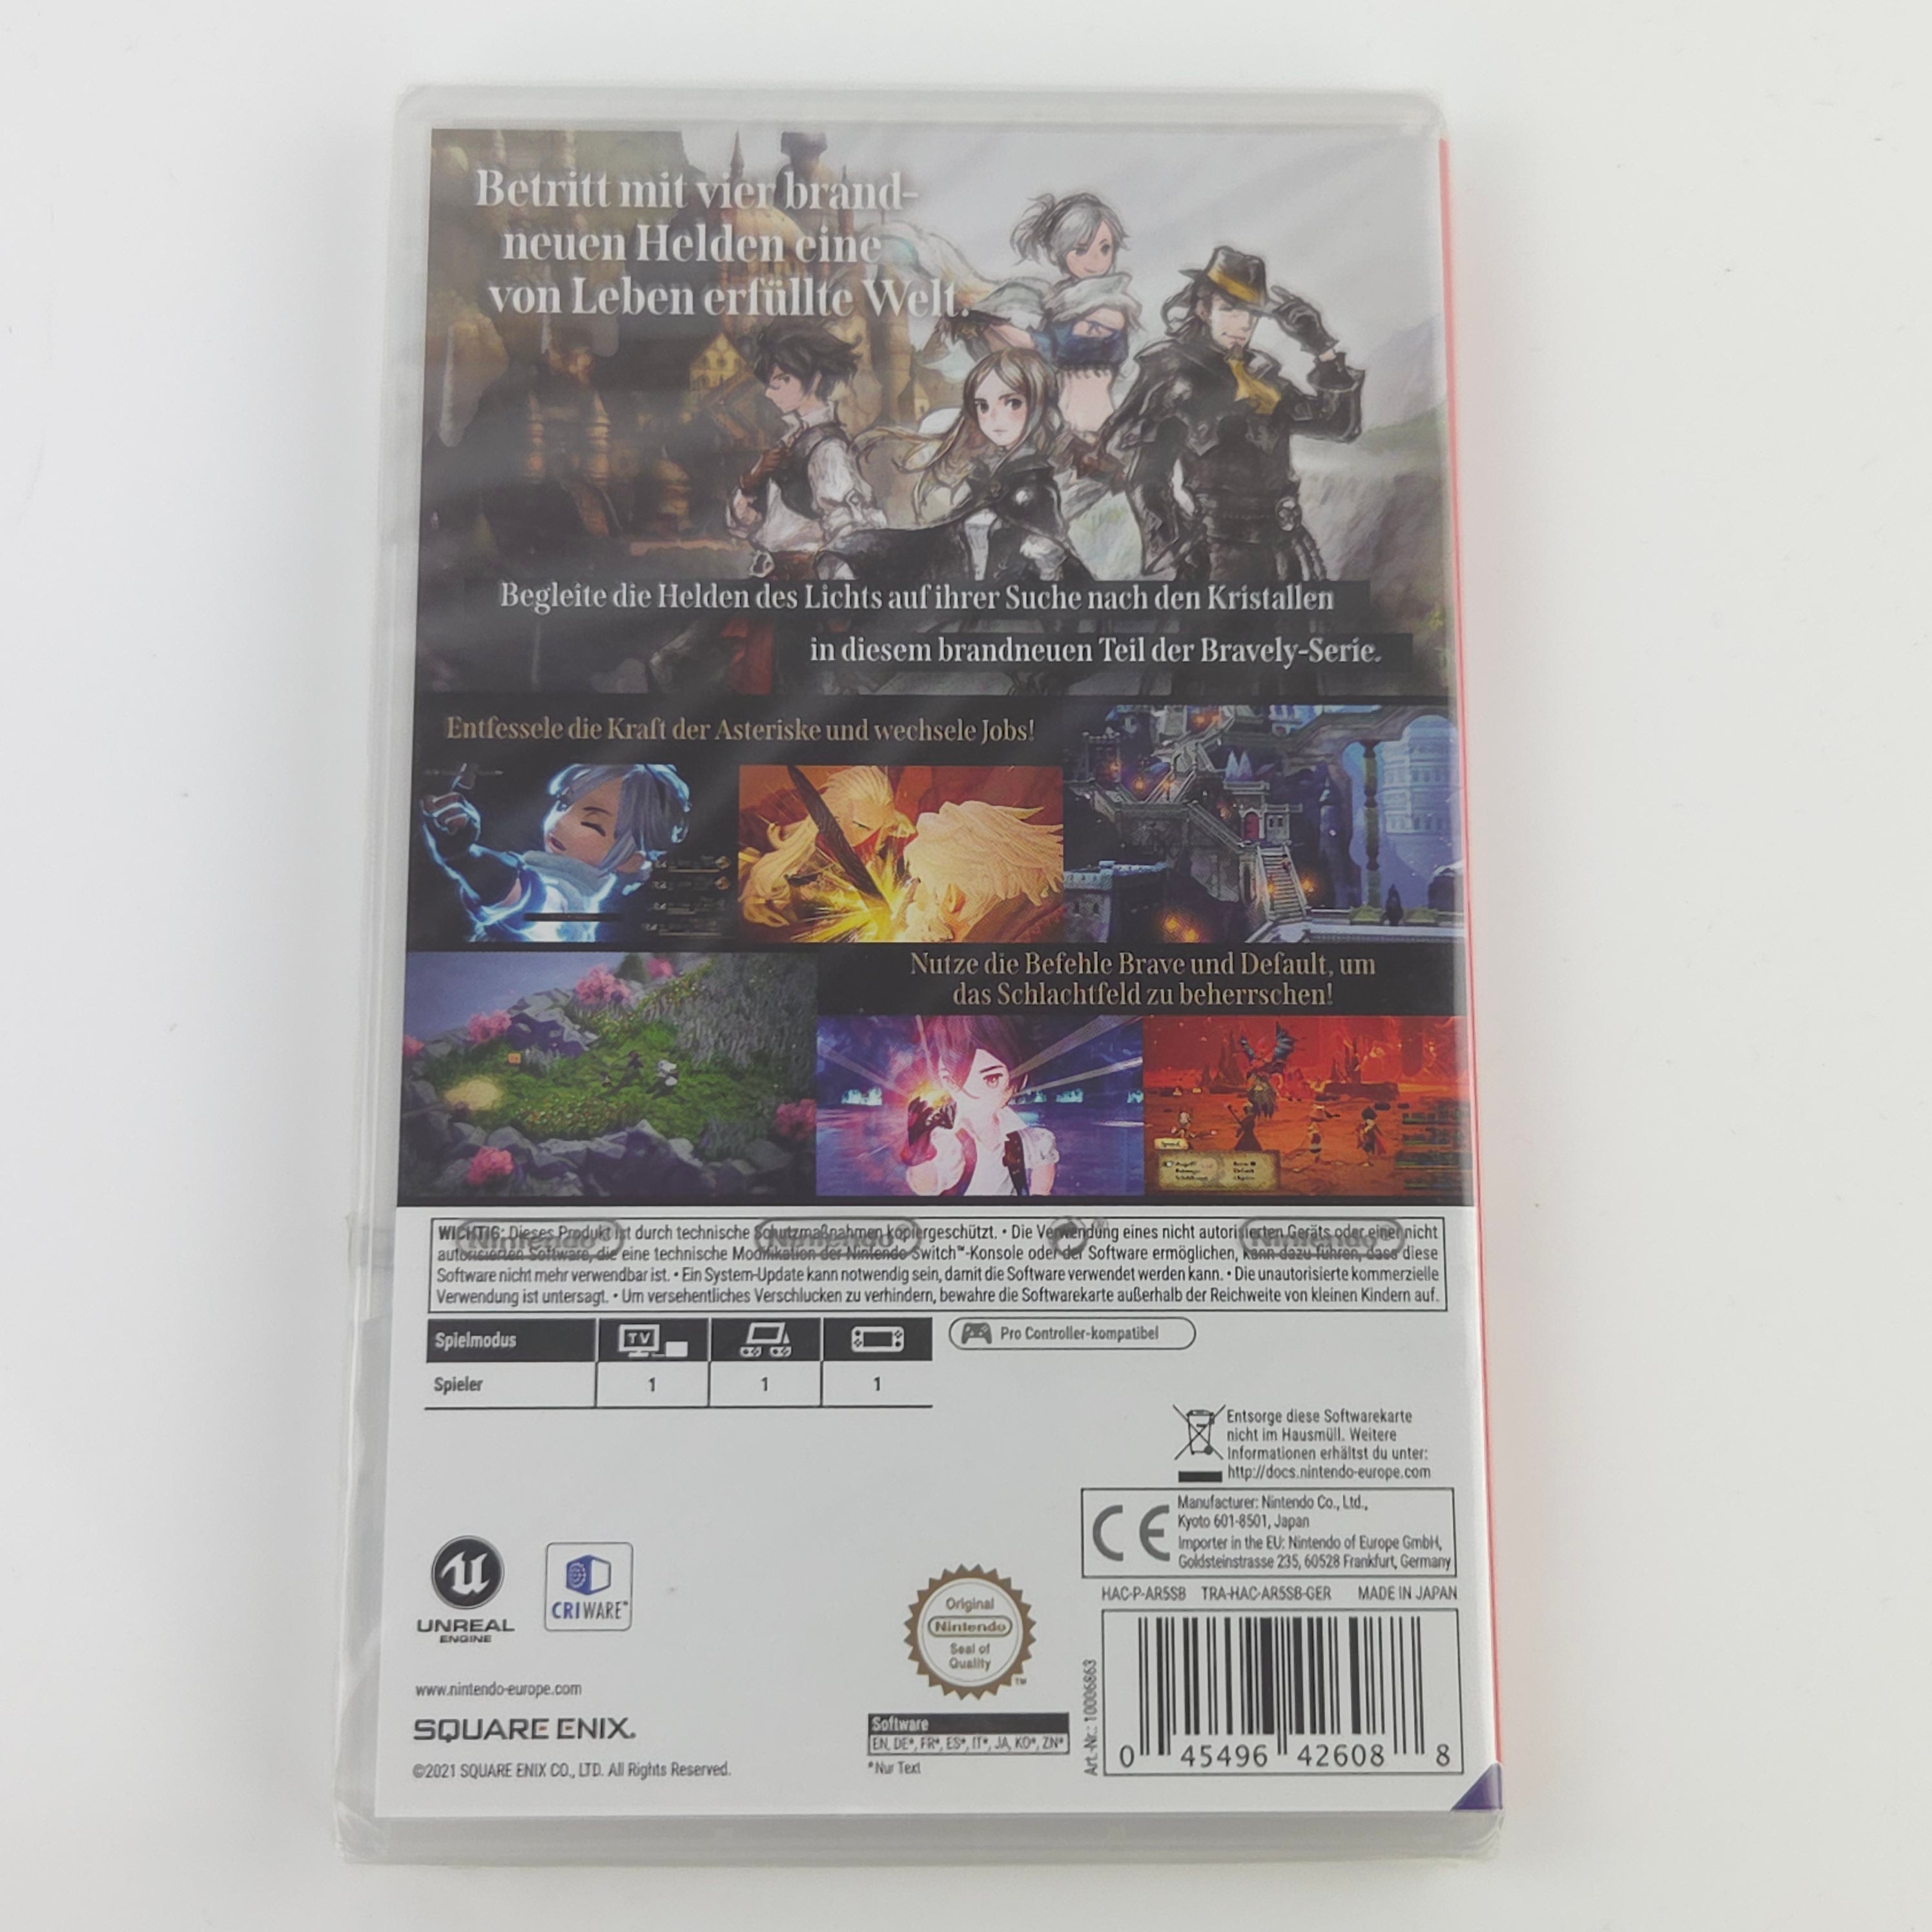 Betritt mit vier brand-
neuen Helden eine
von Leben erfüllte Welt.
Begleite die Helden des Lichts auf ihrer Suche nach den Kristallen
in diesem brandneuen Teil der Bravely-Serie.
Entfessele die Kraft der Asteriske und wechsele Jobs!
Nutze die Befehle Brave und Default, um
das Schlachtfeld zu beherrschen!
WICHTIG: Dieses Produkt ist durch technische Schutzmaßnahmen kopiergeschützt. • Die Verwendung eines nicht autorisierten Geräts oder einer nicht
autorisierten Software, die eine technische Modifikation der Nintendo Switch™-Konsole oder der Software ermöglichen, kann dazu führen, dass diese
Software nicht mehr verwendbar ist. • Ein System-Update kann notwendig sein, damit die Software verwendet werden kann. • Die unautorisierte kommerzielle
Verwendung ist untersagt. • Um versehentliches Verschlucken zu verhindern, bewahre die Softwarekarte außerhalb der Reichweite von kleinen Kindern auf.
Nintendo® Nintendo® ® Nintendo®
Spielmodus TV
Pro Controller-kompatibel
Spieler 1 1 1
Entsorge diese Softwarekarte
nicht im Hausmüll. Weitere
Informationen erhältst du unter:
http://docs.nintendo-europe.com
CE
Manufacturer: Nintendo Co., Ltd.,
Kyoto 601-8501, Japan
Importer in the EU: Nintendo of Europe GmbH,
Goldsteinstrasse 235, 60528 Frankfurt, Germany
HAC-P-AR5SB TRA-HAC-AR5SB-GER MADE IN JAPAN
UNREAL
ENGINE
CRIWARE™
Original
Nintendo
Seal of
Quality
™
www.nintendo-europe.com
SQUARE ENIX.
©2021 SQUARE ENIX CO., LTD. All Rights Reserved.
Software
EN, DE*, FR*, ES*, IT*, JA, KO*, ZN*
*Nur Text
Art.-Nr.: 10006863
0 45496 42608 8